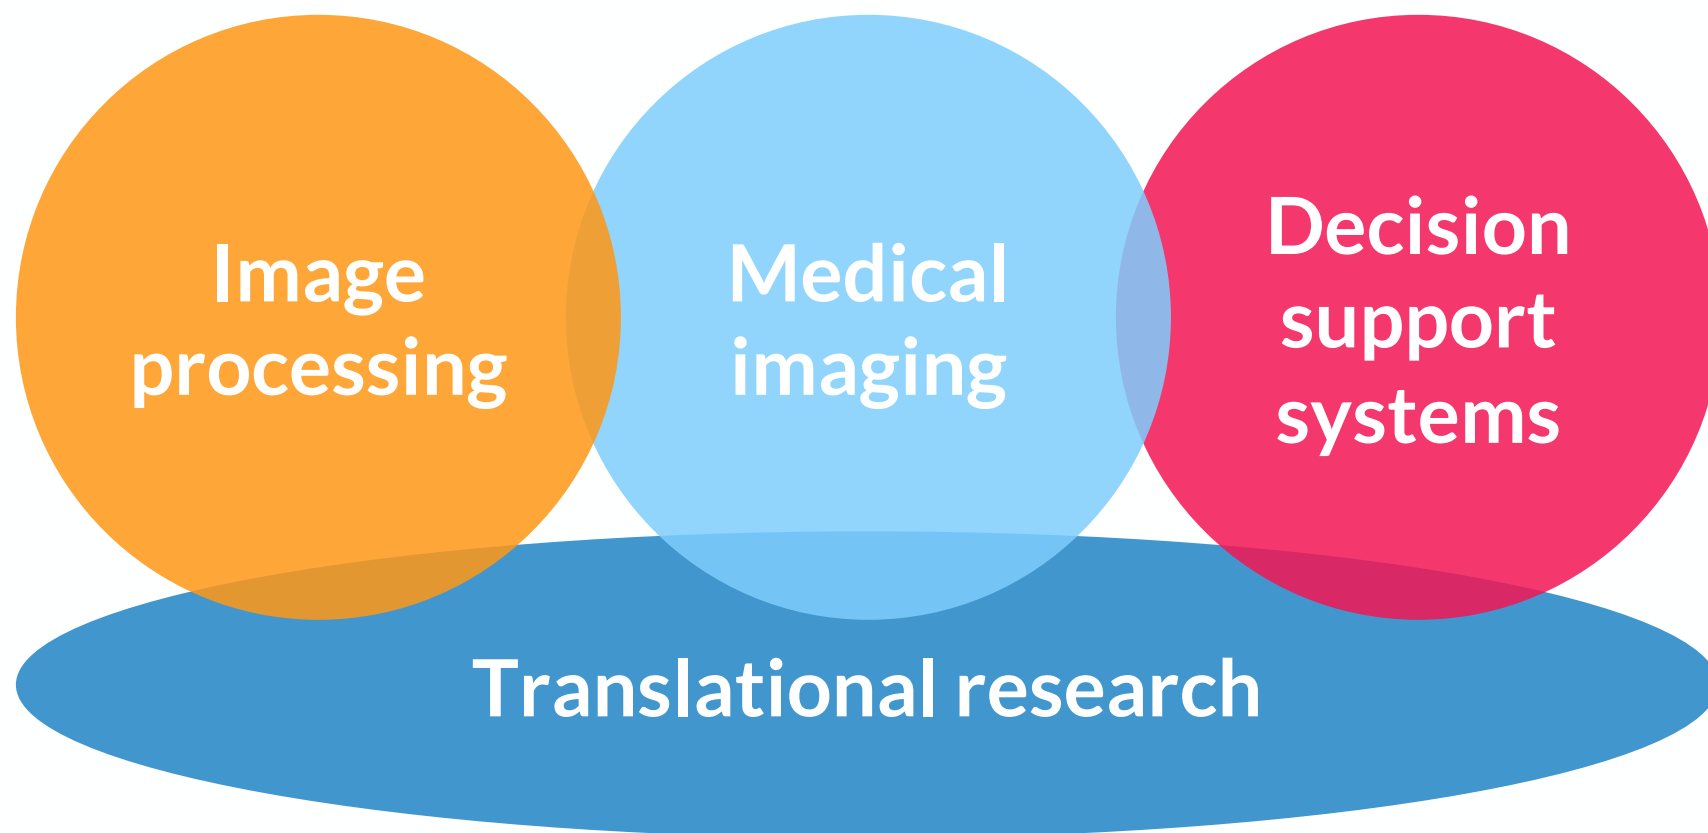 Image
processing
Medical
imaging
Decision
support
systems
Translational research